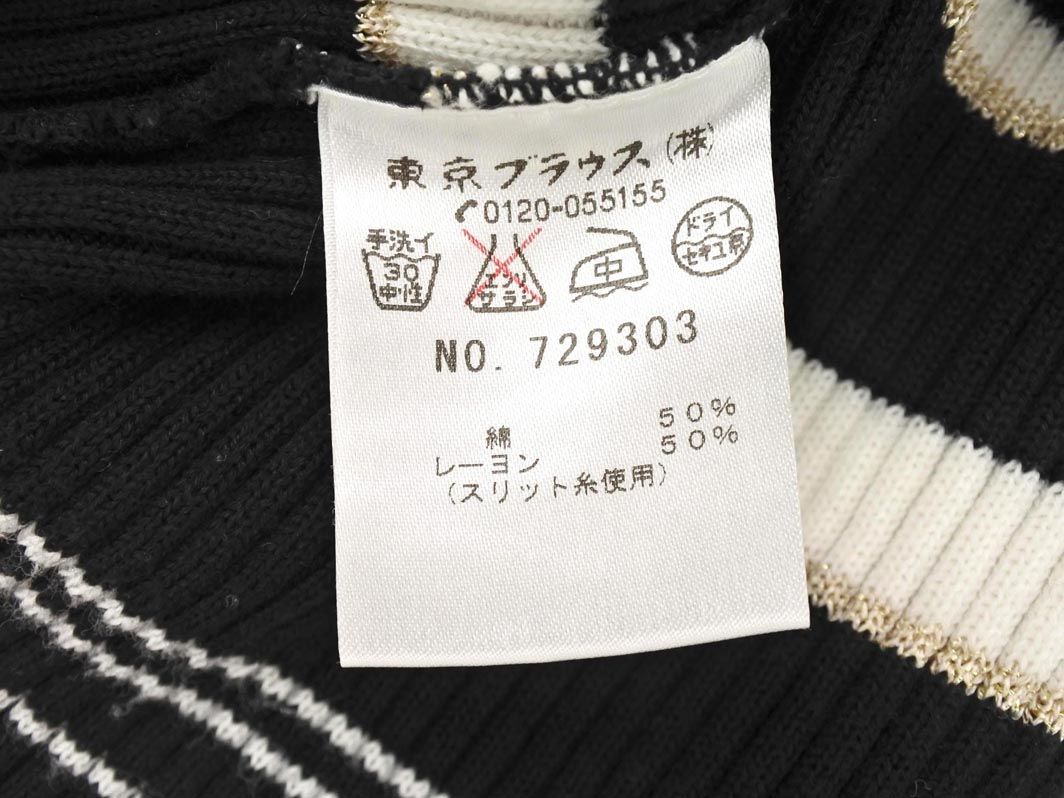 東京ブラウス(株)
0120-055155
手洗イ
30
中性
エンソ
サラシ
中
ドライ
セキユ系
NO. 729303
綿 50%
レーヨン 50%
(スリット糸使用)